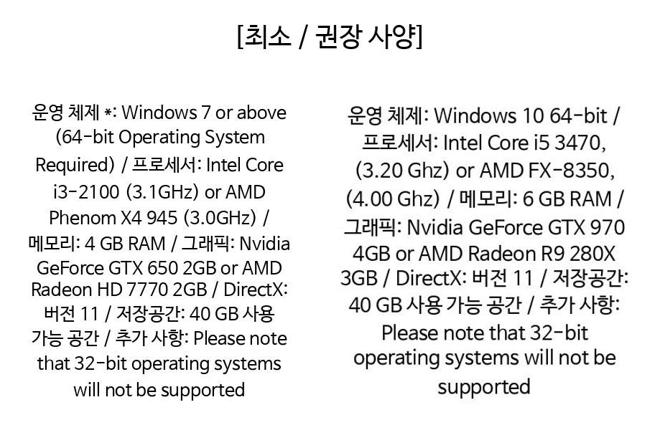 [최소 / 권장 사양]
운영 체제 *: Windows 7 or above
(64-bit Operating System
Required) / 프로세서: Intel Core
i3-2100 (3.1GHz) or AMD
Phenom X4 945 (3.0GHz) /
메모리: 4 GB RAM / 그래픽: Nvidia
GeForce GTX 650 2GB or AMD
Radeon HD 7770 2GB / DirectX:
버전 11 / 저장공간: 40 GB 사용
가능 공간 / 추가 사항: Please note
that 32-bit operating systems
will not be supported
운영 체제: Windows 10 64-bit /
프로세서: Intel Core i5 3470,
(3.20 Ghz) or AMD FX-8350,
(4.00 Ghz) / 메모리: 6 GB RAM /
그래픽: Nvidia GeForce GTX 970
4GB or AMD Radeon R9 280X
3GB / DirectX: 버전 11 / 저장공간:
40 GB 사용 가능 공간 / 추가 사항:
Please note that 32-bit
operating systems will not be
supported